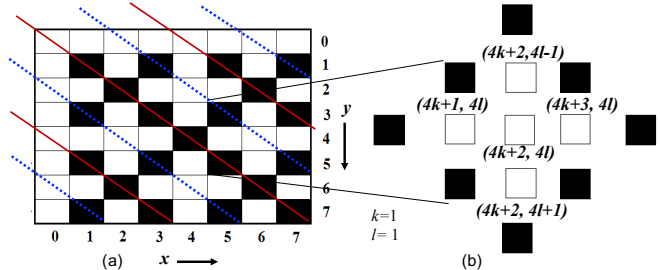 0
1
2
3
4
5
6
7
y
0 1 2 3 4 5 6 7
(a) x
(4k+2,4l-1)
(4k+1, 4l) (4k+3, 4l)
(4k+2, 4l)
(4k+2, 4l+1)
k=1
l= 1
(b)